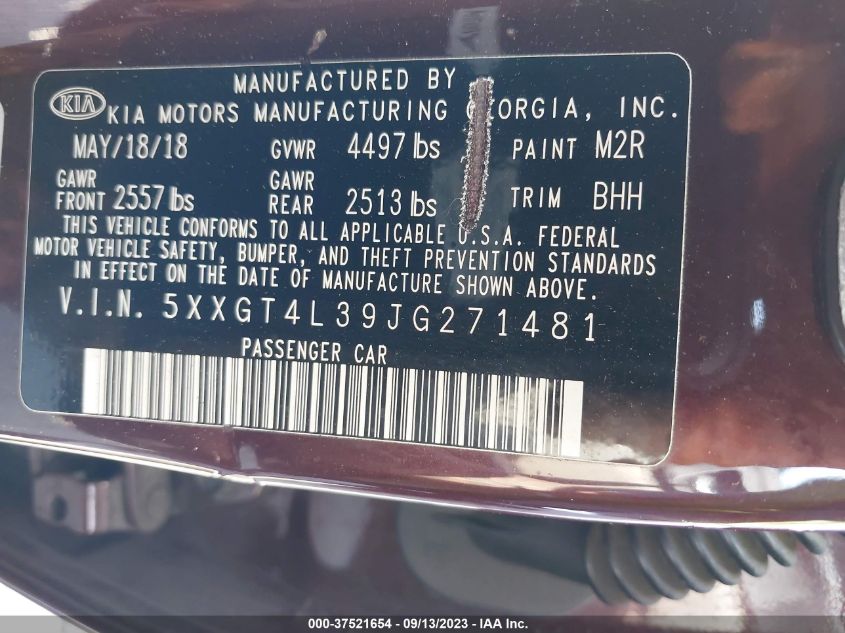 MANUFACTURED BY
KIA KIA MOTORS MANUFACTURING GEORGIA, INC.
MAY/18/18 GVWR 4497 lbs PAINT M2R
GAWR FRONT 2557 lbs GAWR REAR 2513 lbs TRIM BHH
THIS VEHICLE CONFORMS TO ALL APPLICABLE U.S.A. FEDERAL
MOTOR VEHICLE SAFETY, BUMPER, AND THEFT PREVENTION STANDARDS
IN EFFECT ON THE DATE OF MANUFACTURE SHOWN ABOVE.
V.I.N. 5XXGT4L39JG271481
PASSENGER CAR
000-37521654 - 09/13/2023 - IAA Inc.